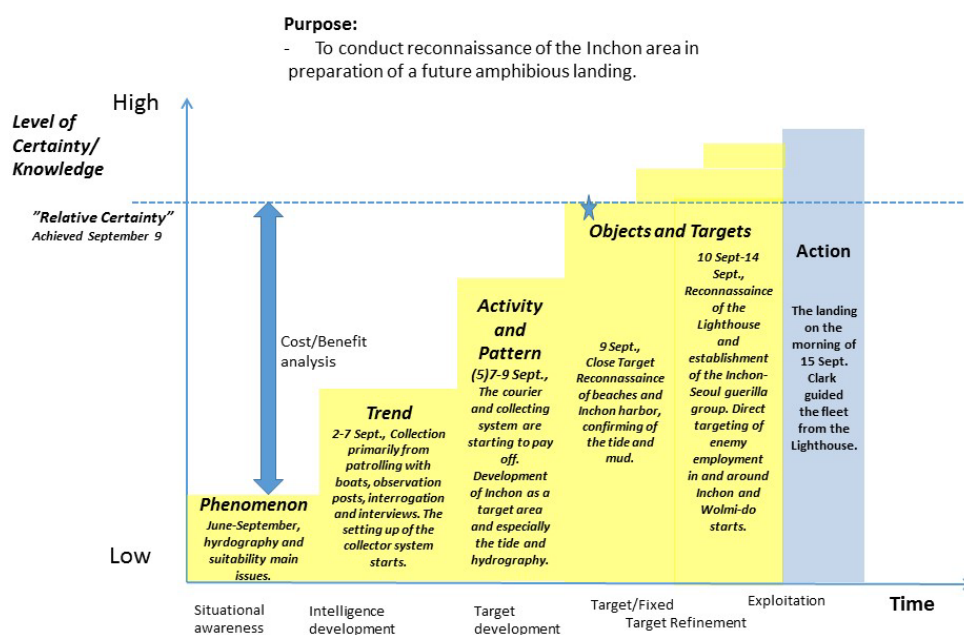 Purpose:
- To conduct reconnaissance of the Inchon area in
preparation of a future amphibious landing.
High
Level of
Certainty/
Knowledge
"Relative Certainty"
Achieved September 9
Cost/Benefit
analysis
Low
Phenomenon
June-September,
hyrdography and
suitability main
issues.
Trend
2-7 Sept., Collection
primarily from
patrolling with
boats, observation
posts, interrogation
and interviews. The
setting up of the
collector system
starts.
Activity
and
Pattern
(5)7-9 Sept.,
The courier
and collecting
system are
starting to pay
off.
Development
of Inchon as a
target area
and especially
the tide and
hydrography.
Objects and Targets
9 Sept.,
Close Target
Reconnassaince
of beaches and
Inchon harbor,
confirming of
the tide and
mud.
10 Sept-14
Sept.,
Reconnassaince
of the
Lighthouse
and
establishment
of the Inchon-
Seoul guerilla
group. Direct
targeting of
enemy
employment
in and around
Inchon and
Wolmi-do
starts.
Action
The landing
on the
morning of
15 Sept.
Clark
guided
the fleet
from the
Lighthouse.
Situational
awareness
Intelligence
development
Target
development
Target/Fixed
Target Refinement
Exploitation
Time